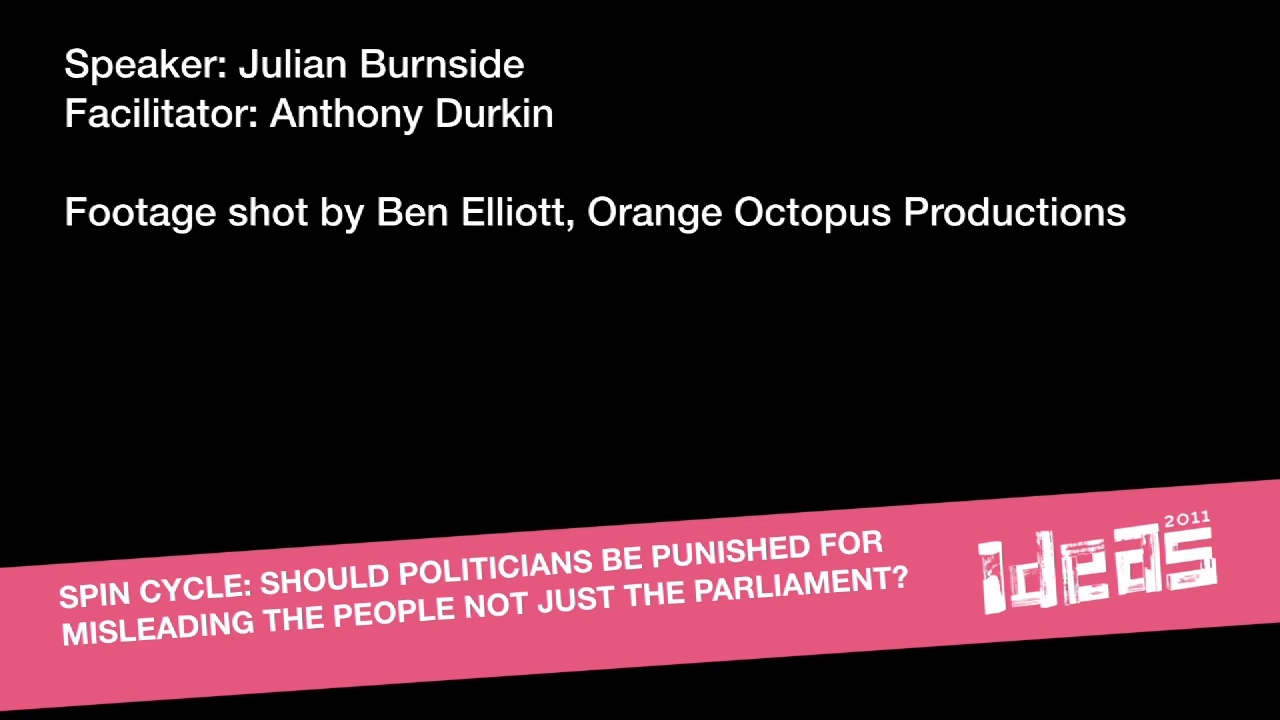 Speaker: Julian Burnside
Facilitator: Anthony Durkin
Footage shot by Ben Elliott, Orange Octopus Productions
SPIN CYCLE: SHOULD POLITICIANS BE PUNISHED FOR
MISLEADING THE PEOPLE NOT JUST THE PARLIAMENT?
2011
ideas